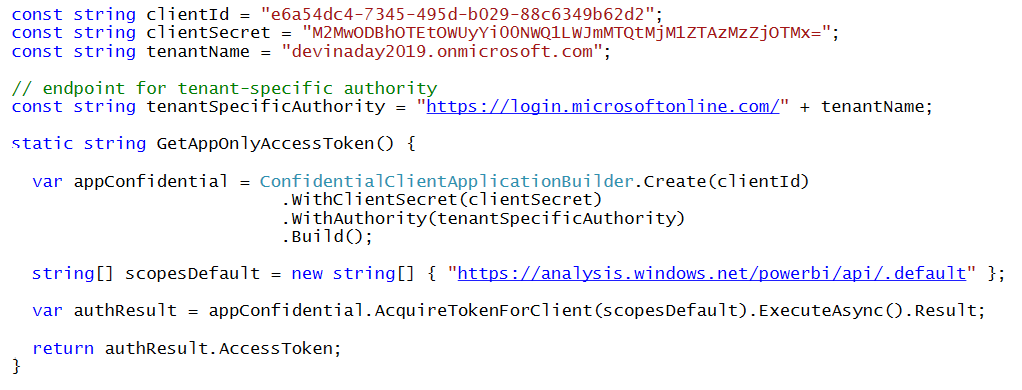 const string clientId = "e6a54dc4-7345-495d-b029-88c6349b62d2";
const string clientSecret = "M2MwODBhOTEtOWUyYi00NWQ1LWJmMTQtMjM1ZTAzMzZjOTMx=";
const string tenantName = "devinaday2019.onmicrosoft.com";

// endpoint for tenant-specific authority
const string tenantSpecificAuthority = "https://login.microsoftonline.com/" + tenantName;

static string GetAppOnlyAccessToken() {

  var appConfidential = ConfidentialClientApplicationBuilder.Create(clientId)
                          .WithClientSecret(clientSecret)
                          .WithAuthority(tenantSpecificAuthority)
                          .Build();

  string[] scopesDefault = new string[] { "https://analysis.windows.net/powerbi/api/.default" };

  var authResult = appConfidential.AcquireTokenForClient(scopesDefault).ExecuteAsync().Result;

  return authResult.AccessToken;
}